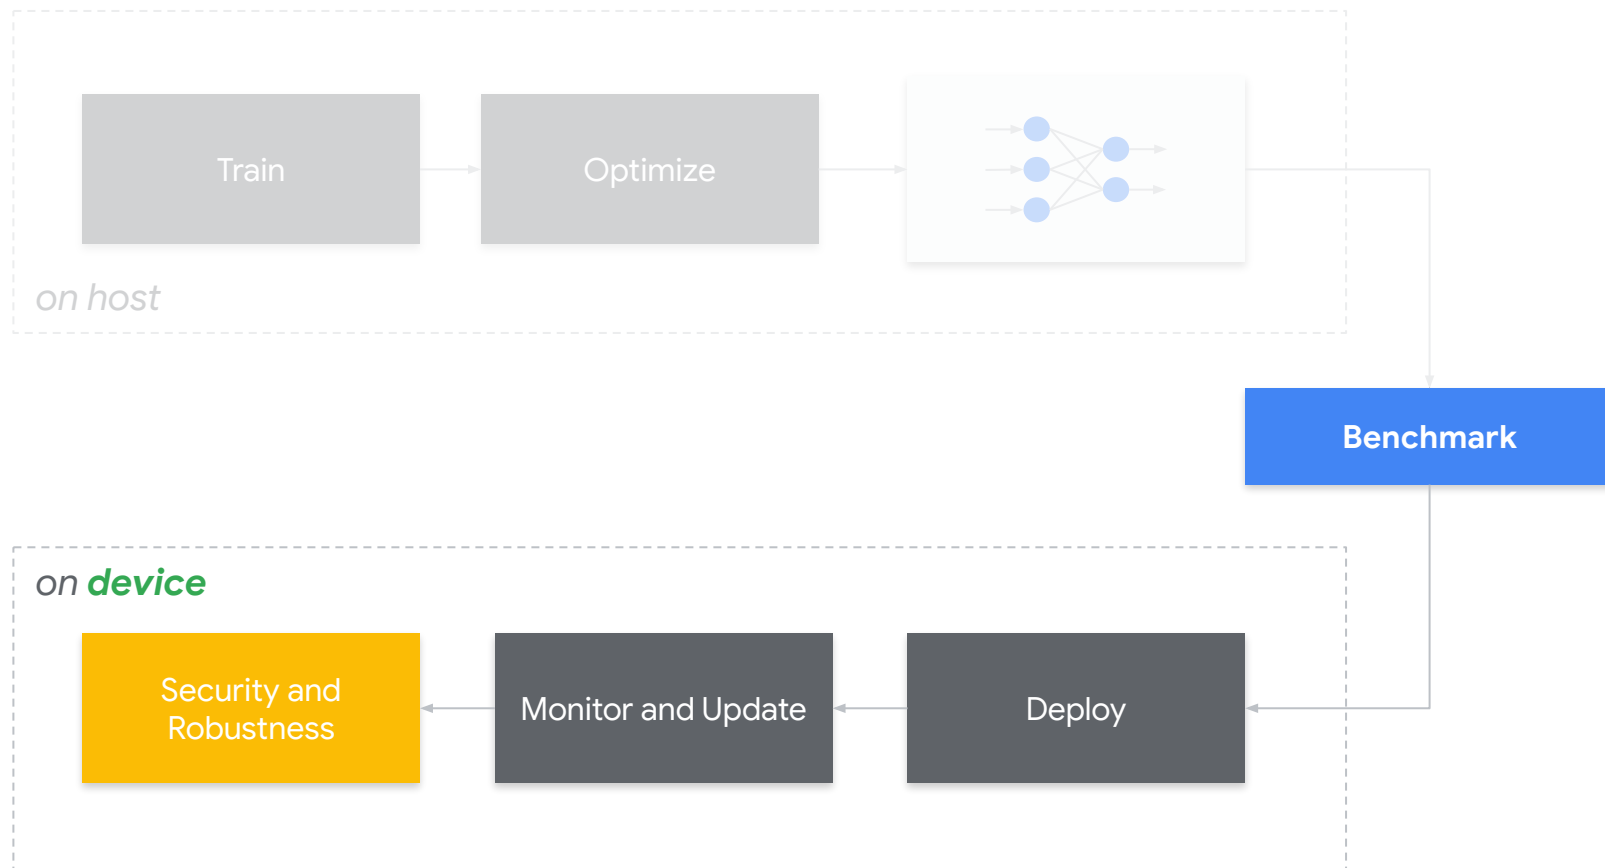 Train
Optimize
on host
Benchmark
on device
Security and
Robustness
Monitor and Update
Deploy